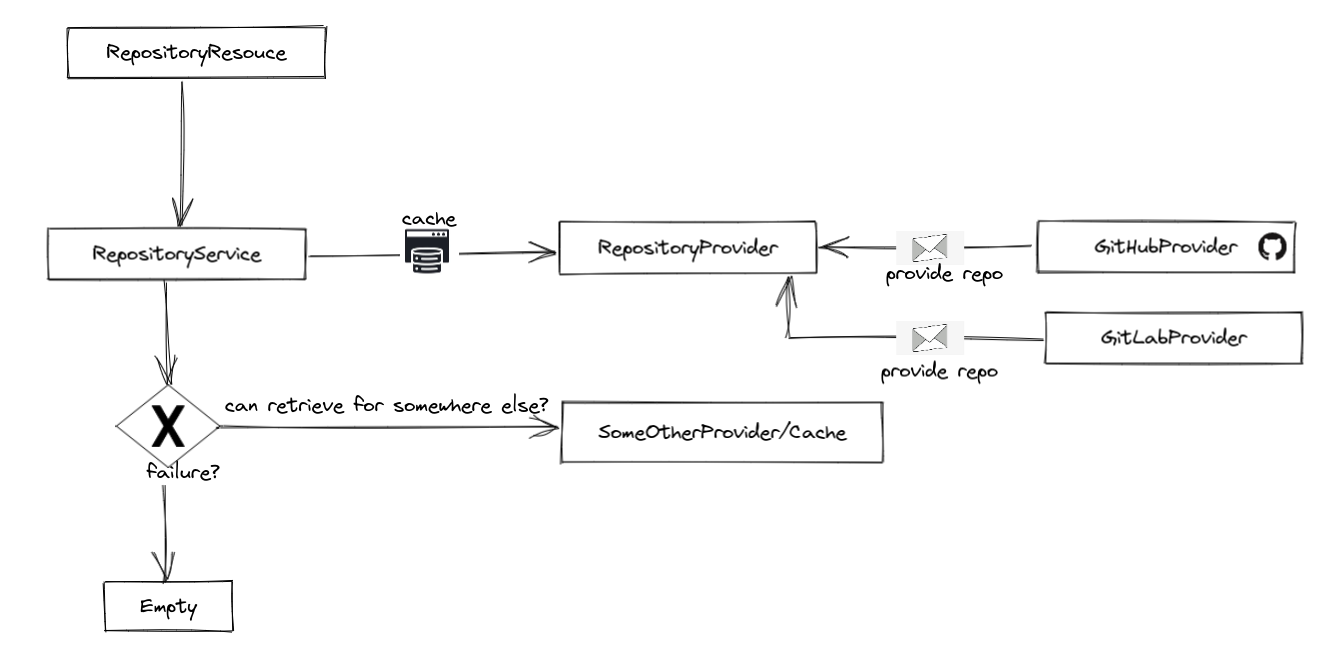 RepositoryResouce
cache
RepositoryService
RepositoryProvider
GitHubProvider
provide repo
GitLabProvider
provide repo
can retrieve for somewhere else?
X
SomeOtherProvider/Cache
failure?
Empty